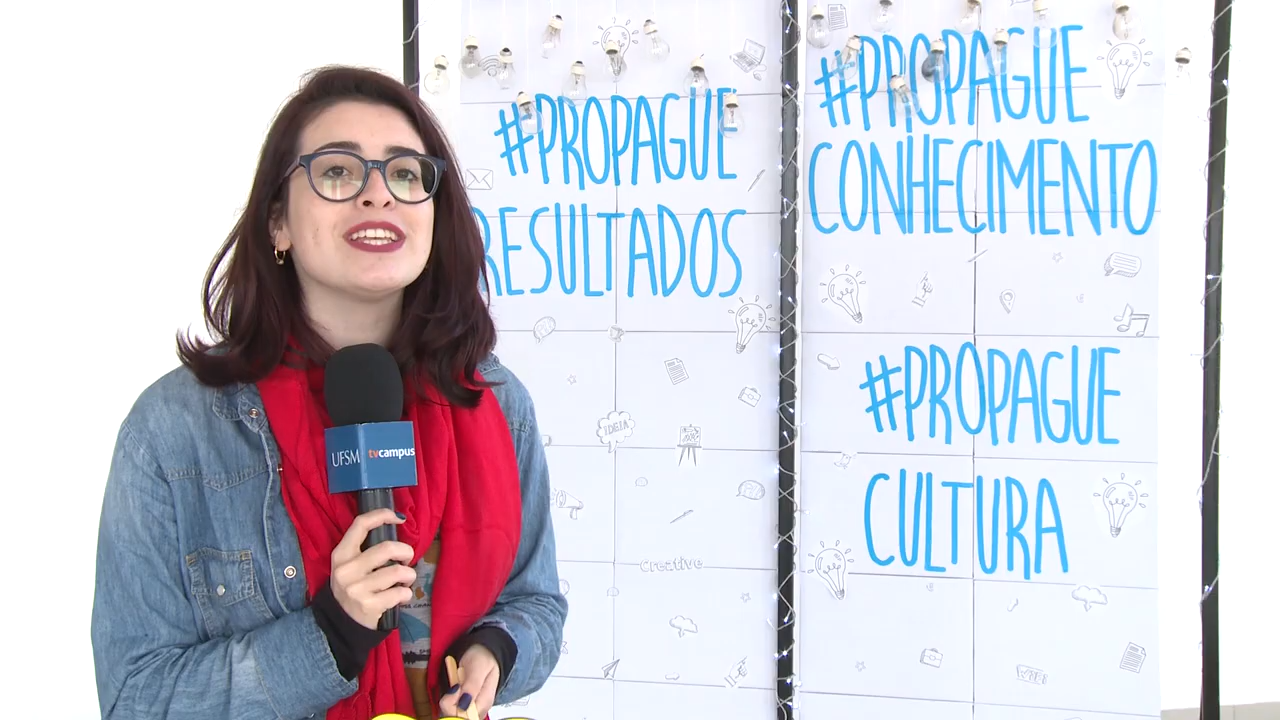 #PROPAGUE
RESULTADOS
#PROPAGUE
CONHECIMENTO
#PROPAGUE
CULTURA
IDEIA
Creative
UFSM
tvcampus